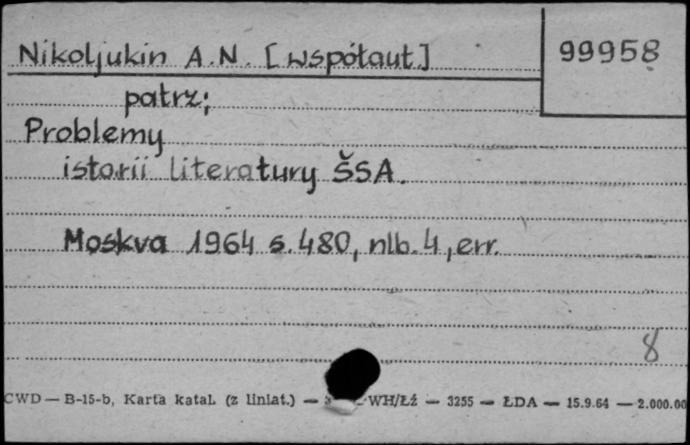 Nikoljukin A.N. [współaut.]
99958
patrz:
Problemy
istorii literatury ŠSA.
Moskva 1964 s. 480, nlb. 4, err.
8
CWD — B-15-b, Karta katal. (z liniat.) — WH/Łź — 3255 — ŁDA — 15.9.64 — 2.000.00